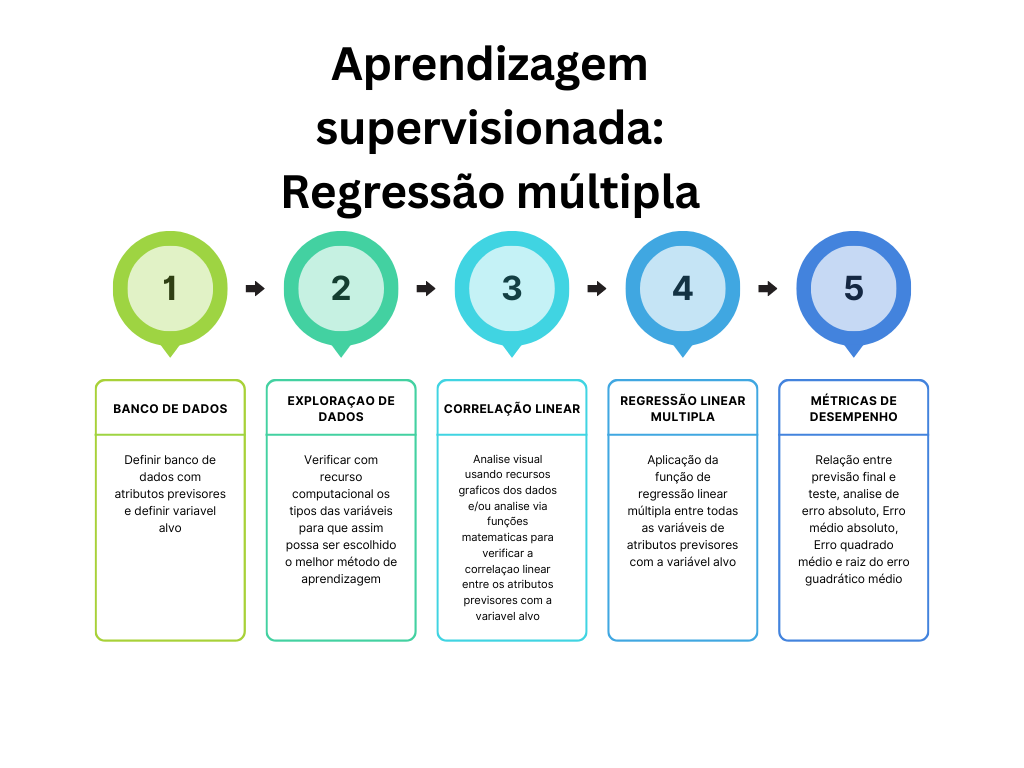 Aprendizagem
supervisionada:
Regressão múltipla
1
2
3
4
5
BANCO DE DADOS
Definir banco de
dados com
atributos previsores
e definir variavel
alvo
EXPLORAÇAO DE
DADOS
Verificar com
recurso
computacional os
tipos das variáveis
para que assim
possa ser escolhido
o melhor método de
aprendizagem
CORRELAÇÃO LINEAR
Analise visual
usando recursos
graficos dos dados
e/ou analise via
funções
matematicas para
verificar a
correlaçao linear
entre os atributos
previsores com a
variavel alvo
REGRESSÃO LINEAR
MULTIPLA
Aplicação da
função de
regressão linear
múltipla entre todas
as variáveis de
atributos previsores
com a variável alvo
MÉTRICAS DE
DESEMPENHO
Relação entre
previsão final e
teste, analise de
erro absoluto, Erro
médio absoluto,
Erro quadrado
médio e raiz do erro
guadrático médio